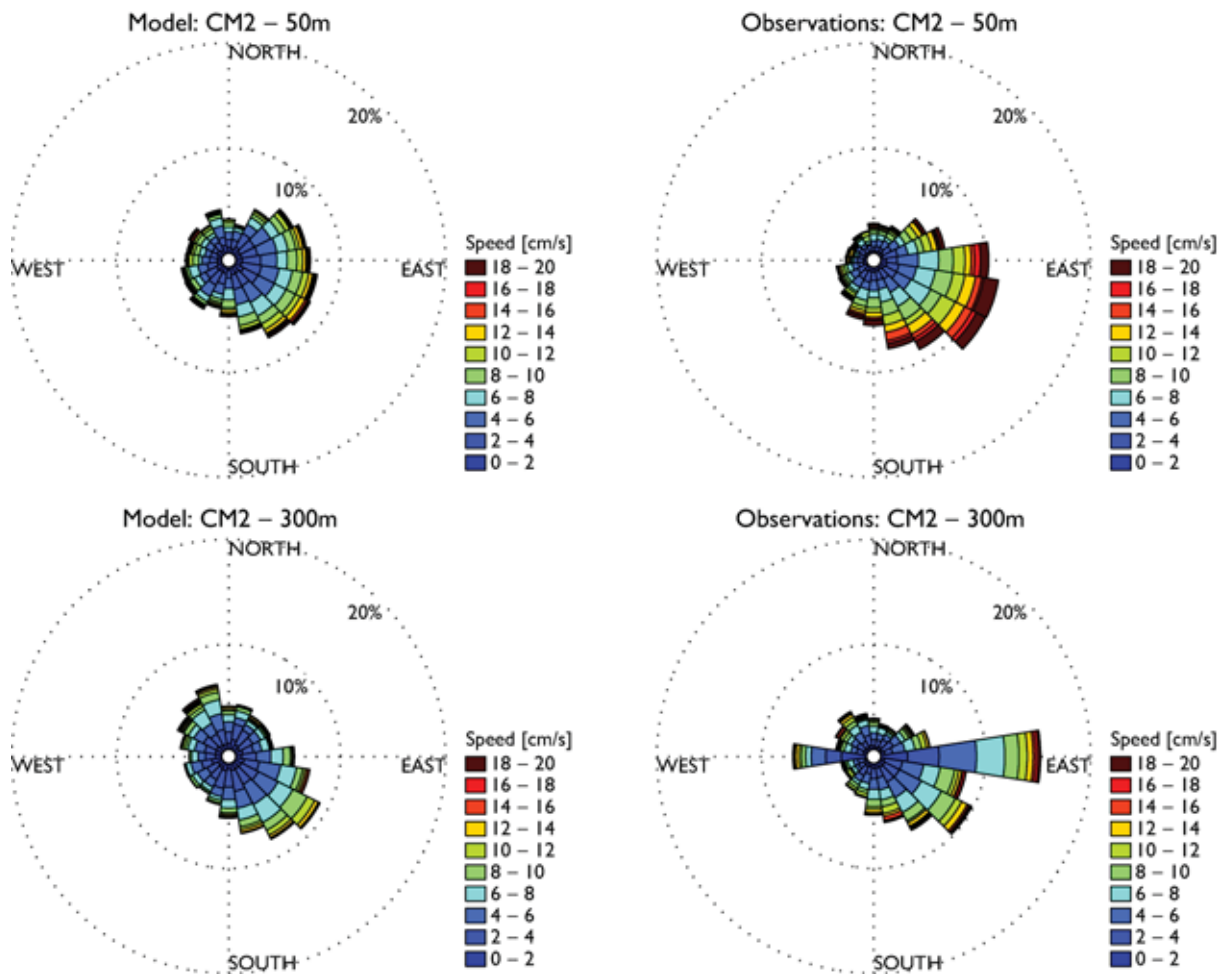 Model: CM2 – 50m
NORTH
20%
10%
WEST
EAST
SOUTH
Speed [cm/s]
18 – 20
16 – 18
14 – 16
12 – 14
10 – 12
8 – 10
6 – 8
4 – 6
2 – 4
0 – 2
Observations: CM2 – 50m
NORTH
20%
10%
WEST
EAST
SOUTH
Speed [cm/s]
18 – 20
16 – 18
14 – 16
12 – 14
10 – 12
8 – 10
6 – 8
4 – 6
2 – 4
0 – 2
Model: CM2 – 300m
NORTH
20%
10%
WEST
EAST
SOUTH
Speed [cm/s]
18 – 20
16 – 18
14 – 16
12 – 14
10 – 12
8 – 10
6 – 8
4 – 6
2 – 4
0 – 2
Observations: CM2 – 300m
NORTH
20%
10%
WEST
EAST
SOUTH
Speed [cm/s]
18 – 20
16 – 18
14 – 16
12 – 14
10 – 12
8 – 10
6 – 8
4 – 6
2 – 4
0 – 2